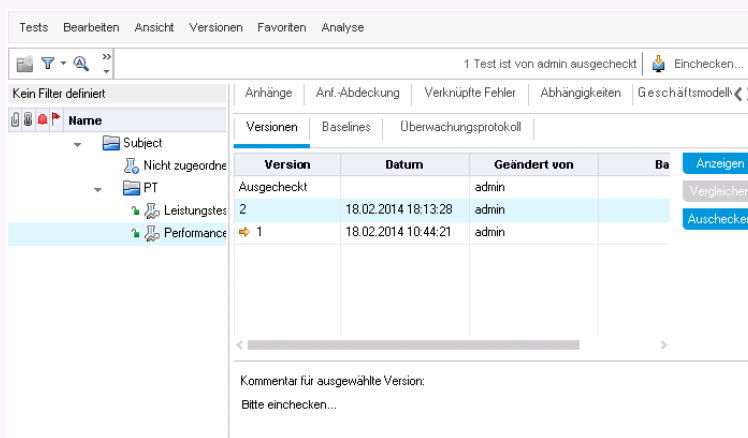 Tests Bearbeiten Ansicht Versionen Favoriten Analyse
1 Test ist von admin ausgecheckt Einchecken...
Kein Filter definiert
Name
Subject
Nicht zugeordne
PT
Leistungstes
Performance
Anhänge Anf.-Abdeckung Verknüpfte Fehler Abhängigkeiten Geschäftsmodellv
Versionen Baselines Überwachungsprotokoll
Version Datum Geändert von Ba
Ausgecheckt admin
2 18.02.2014 18:13:28 admin
1 18.02.2014 10:44:21 admin
Anzeigen
Vergleichen
Auschecken
Kommentar für ausgewählte Version:
Bitte einchecken...